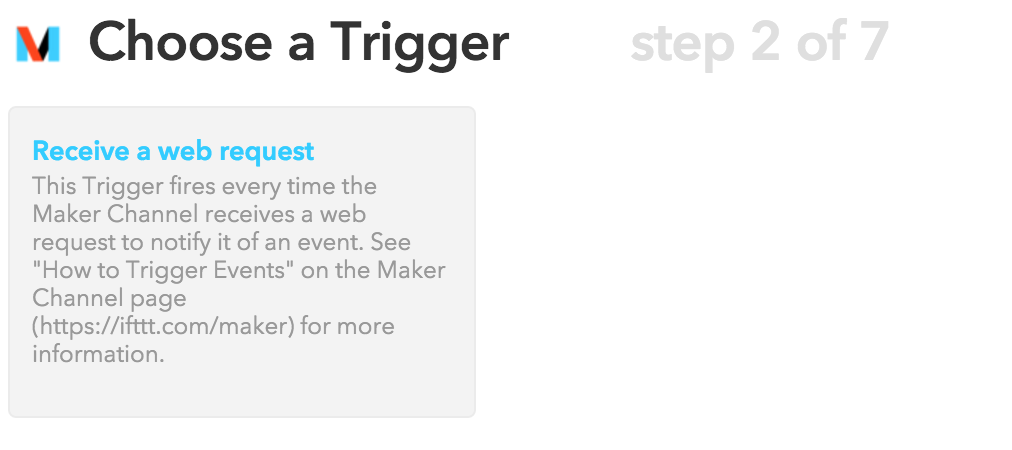 Choose a Trigger step 2 of 7
Receive a web request
This Trigger fires every time the
Maker Channel receives a web
request to notify it of an event. See
"How to Trigger Events" on the Maker
Channel page
(https://ifttt.com/maker) for more
information.